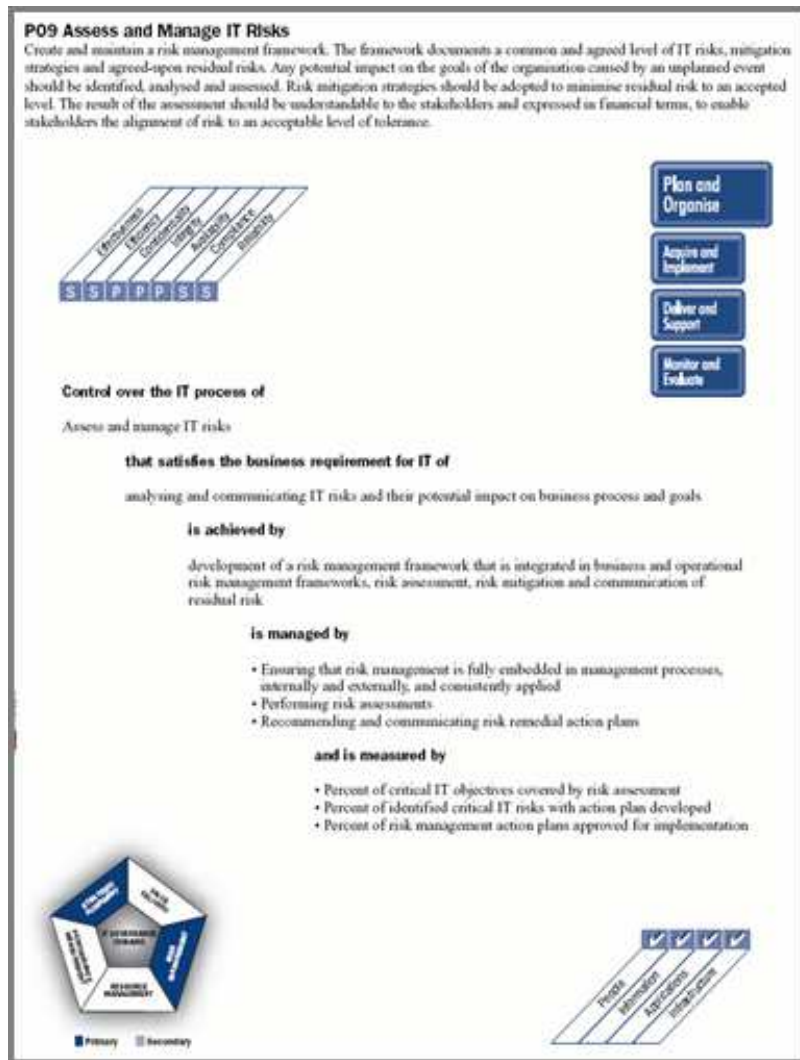 PO9 Assess and Manage IT Risks
Create and maintain a risk management framework. The framework documents a common and agreed level of IT risks, mitigation
strategies and agreed-upon residual risks. Any potential impact on the goals of the organisation caused by an unplanned event
should be identified, analysed and assessed. Risk mitigation strategies should be adopted to minimise residual risk to an accepted
level. The result of the assessment should be understandable to the stakeholders and expressed in financial terms, to enable
stakeholders the alignment of risk to an acceptable level of tolerance.
Effectiveness
Efficiency
Confidentiality
Integrity
Availability
Compliance
Reliability
S S P P P S S
Plan and
Organise
Acquire and
Implement
Deliver and
Support
Monitor and
Evaluate
Control over the IT process of
Assess and manage IT risks
that satisfies the business requirement for IT of
analysing and communicating IT risks and their potential impact on business process and goals
is achieved by
development of a risk management framework that is integrated in business and operational
risk management frameworks, risk assessment, risk mitigation and communication of
residual risk
is managed by
• Ensuring that risk management is fully embedded in management processes,
internally and externally, and consistently applied
• Performing risk assessments
• Recommending and communicating risk remedial action plans
and is measured by
• Percent of critical IT objectives covered by risk assessment
• Percent of identified critical IT risks with action plan developed
• Percent of risk management action plans approved for implementation
STRATEGIC
ALIGNMENT
VALUE
DELIVERY
IT GOVERNANCE
PERFORMANCE
MEASUREMENT
RISK
MANAGEMENT
RESOURCE
MANAGEMENT
Primary Secondary
People
Information
Applications
Infrastructure